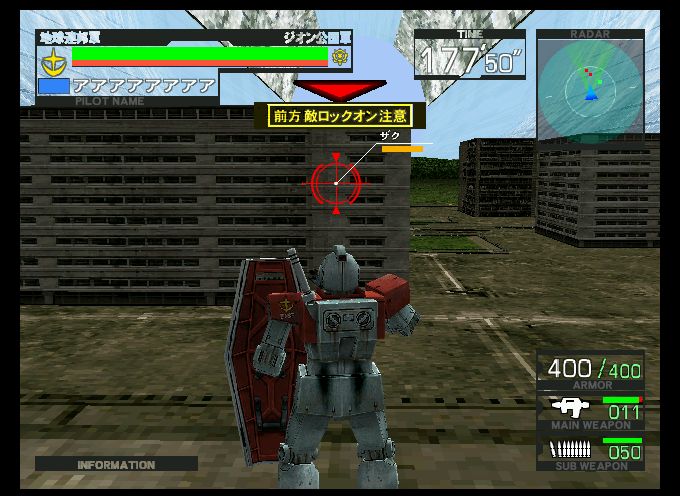 地球連邦軍 ジオン公国軍
TIME
177'50"
RADAR
アアアアアアアア
PILOT NAME
前方 敵ロックオン注意
ザク
400/400
ARMOR
011
MAIN WEAPON
050
SUB WEAPON
INFORMATION